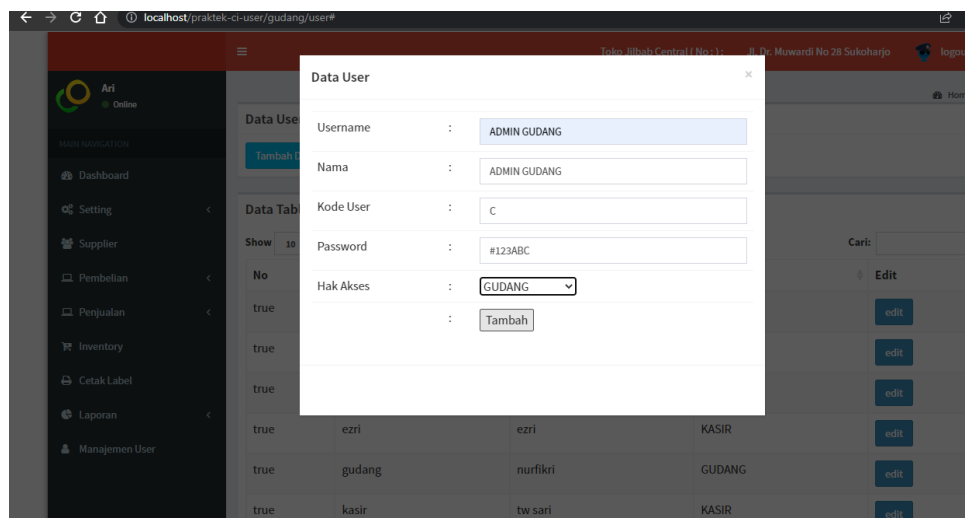 localhost/praktek-ci-user/gudang/user#
Toko Jilbab Central ( No : ) : Jl. Dr. Muwardi No 28 Sukoharjo logou
Ari
Online
Data User ×
Hom
Data Use
MAIN NAVIGATION
Username : ADMIN GUDANG
Tambah D
Nama : ADMIN GUDANG
Dashboard
Setting
Data Tab
Kode User : C
Supplier
Show 10
Password : #123ABC
Cari:
Pembelian
No
Hak Akses : GUDANG
Edit
Penjualan
true
: Tambah
edit
Inventory
true
edit
Cetak Label
true
edit
Laporan
true ezri ezri KASIR edit
Manajemen User
true gudang nurfikri GUDANG edit
true kasir tw sari KASIR edit